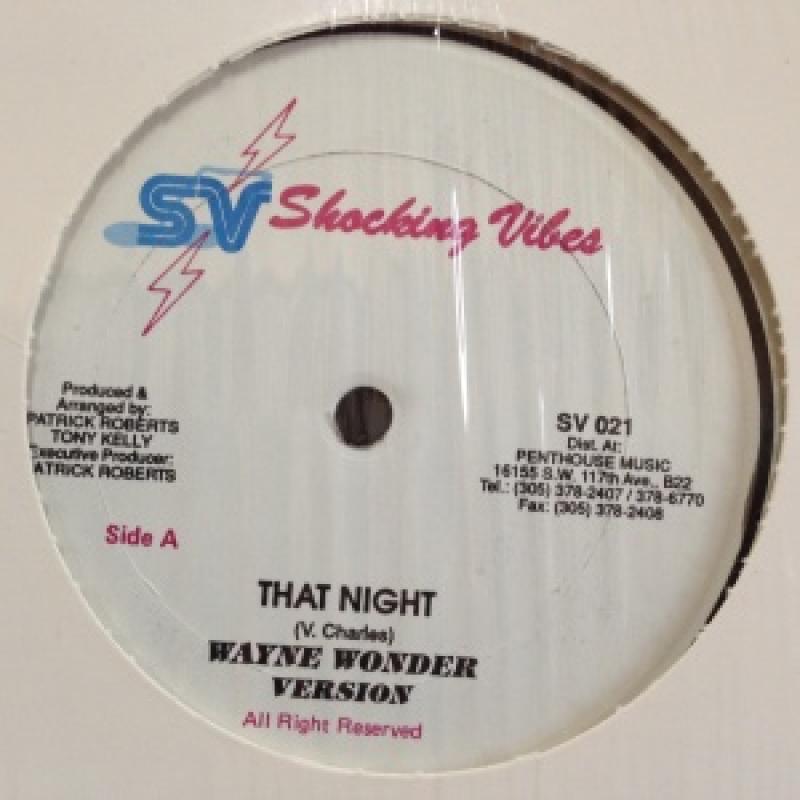 SV Shocking Vibes
Produced &
Arranged by:
PATRICK ROBERTS
TONY KELLY
Executive Producer:
ATRICK ROBERTS
Side A
SV 021
Dist. At:
PENTHOUSE MUSIC
16155 S.W. 117th Ave., B22
Tel.: (305) 378-2407 / 378-6770
Fax: (305) 378-2408
THAT NIGHT
(V. Charles)
WAYNE WONDER
VERSION
All Right Reserved